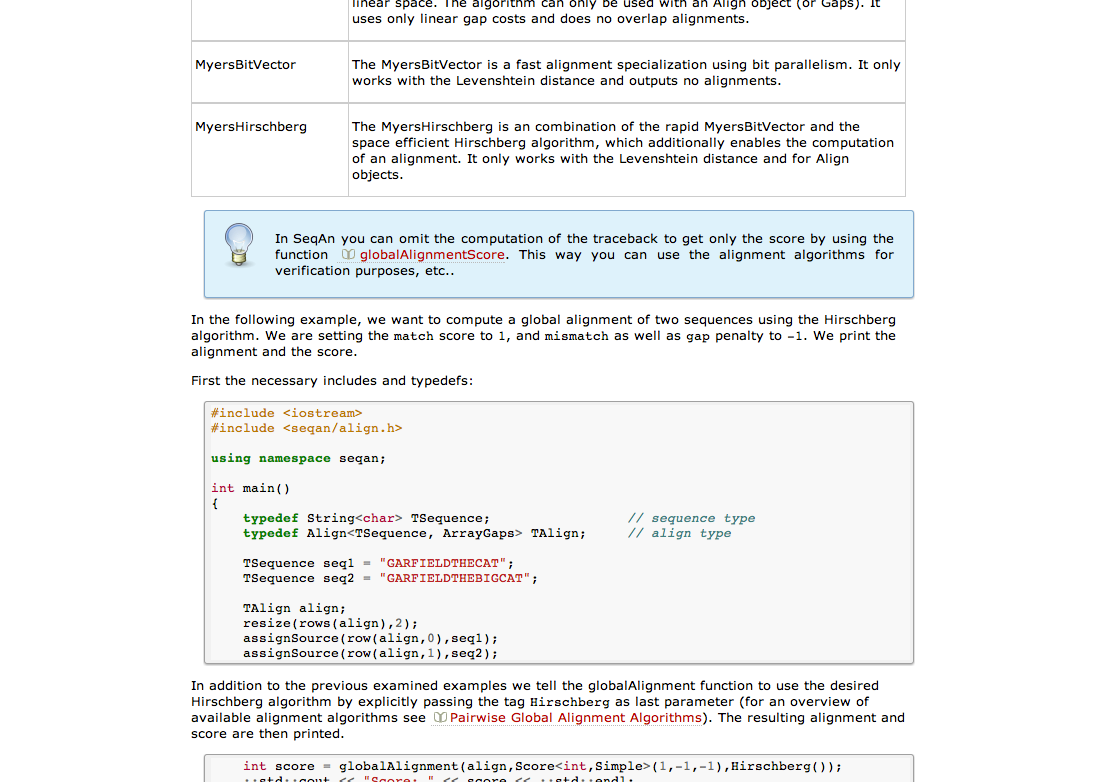 linear space. The algorithm can only be used with an Align object (or Gaps). It
uses only linear gap costs and does no overlap alignments.
MyersBitVector
The MyersBitVector is a fast alignment specialization using bit parallelism. It only
works with the Levenshtein distance and outputs no alignments.
MyersHirschberg
The MyersHirschberg is an combination of the rapid MyersBitVector and the
space efficient Hirschberg algorithm, which additionally enables the computation
of an alignment. It only works with the Levenshtein distance and for Align
objects.
In SeqAn you can omit the computation of the traceback to get only the score by using the
function globalAlignmentScore. This way you can use the alignment algorithms for
verification purposes, etc..
In the following example, we want to compute a global alignment of two sequences using the Hirschberg
algorithm. We are setting the match score to 1, and mismatch as well as gap penalty to -1. We print the
alignment and the score.
First the necessary includes and typedefs:
#include <iostream>
#include <seqan/align.h>
using namespace seqan;
int main()
{
typedef String<char> TSequence; // sequence type
typedef Align<TSequence, ArrayGaps> TAlign; // align type
TSequence seq1 = "GARFIELDTHECAT";
TSequence seq2 = "GARFIELDTHEBIGCAT";
TAlign align;
resize(rows(align),2);
assignSource(row(align,0),seq1);
assignSource(row(align,1),seq2);
In addition to the previous examined examples we tell the globalAlignment function to use the desired
Hirschberg algorithm by explicitly passing the tag Hirschberg as last parameter (for an overview of
available alignment algorithms see Pairwise Global Alignment Algorithms). The resulting alignment and
score are then printed.
int score = globalAlignment(align,Score<int,Simple>(1,-1,-1),Hirschberg());
::std::cout << "Score: " << score << ::std::endl;